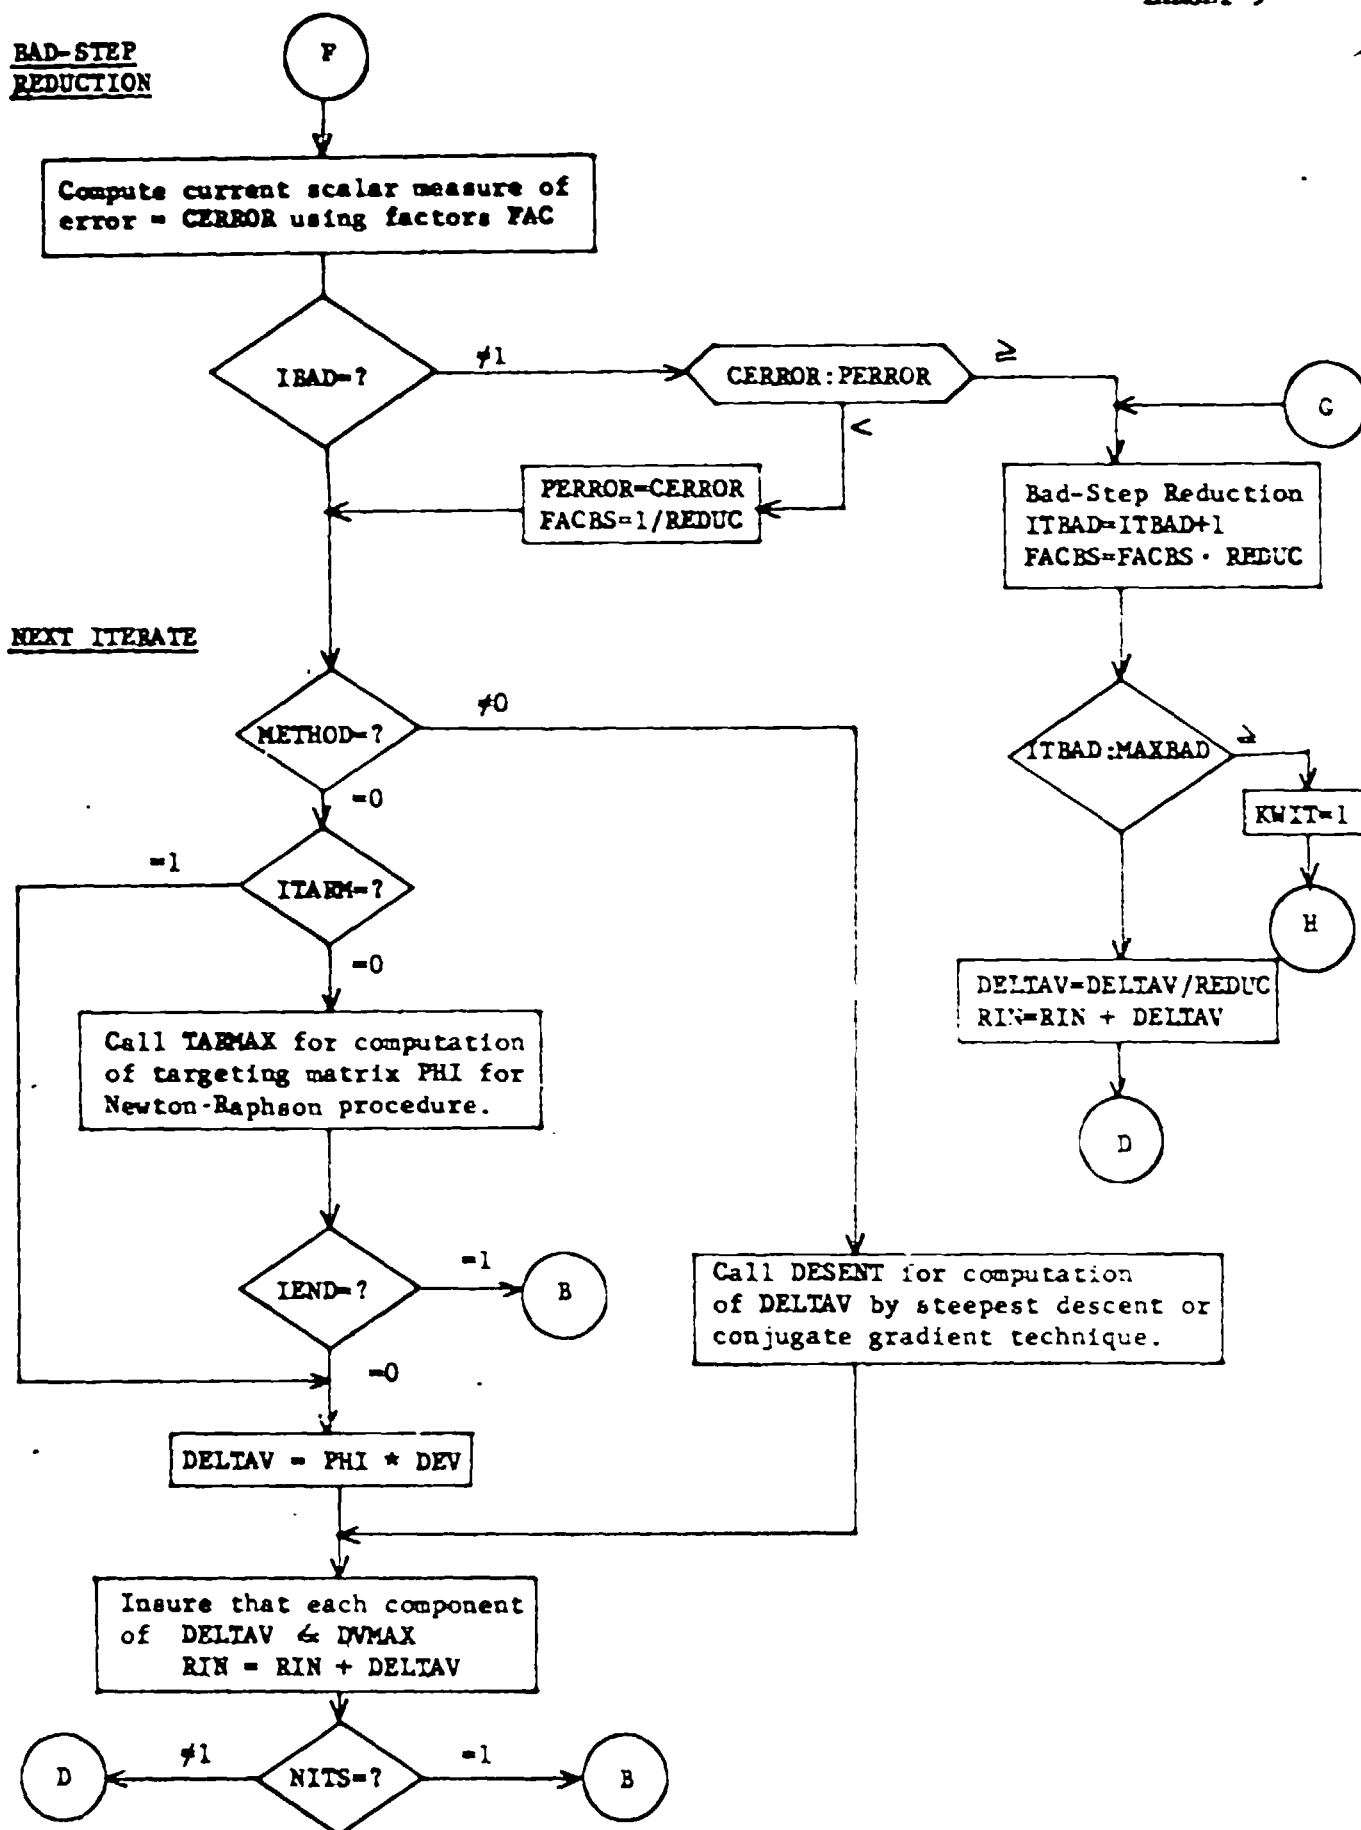 BAD-STEP
REDUCTION
F
Compute current scalar measure of
error = CERROR using factors FAC
IBAD=?
≠1
CERROR:PERROR
≥
G
<
PERROR=CERROR
FACBS=1/REDUC
Bad-Step Reduction
ITBAD=ITBAD+1
FACBS=FACBS · REDUC
NEXT ITERATE
METHOD=?
≠0
ITBAD:MAXBAD
≥
KWIT=1
=0
=1
ITARM=?
H
=0
DELTAV=DELTAV/REDUC
RIN=RIN + DELTAV
Call TARMAX for computation
of targeting matrix PHI for
Newton-Raphson procedure.
D
IEND=?
=1
B
Call DESENT for computation
of DELTAV by steepest descent or
conjugate gradient technique.
=0
DELTAV = PHI * DEV
Insure that each component
of DELTAV ≤ DVMAX
RIN = RIN + DELTAV
D
≠1
NITS=?
=1
B